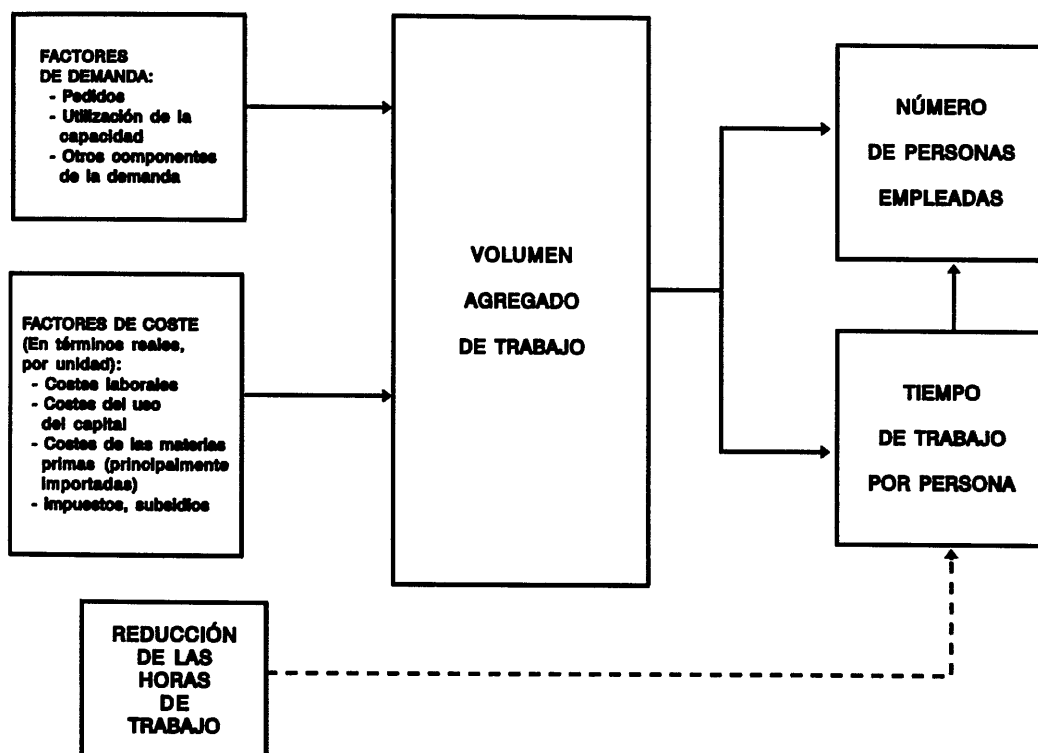 FACTORES
DE DEMANDA:
- Pedidos
- Utilización de la
capacidad
- Otros componentes
de la demanda
FACTORES DE COSTE
(En términos reales,
por unidad):
- Costes laborales
- Costes del uso
del capital
- Costes de las materias
primas (principalmente
importadas)
- Impuestos, subsidios
REDUCCIÓN
DE LAS
HORAS
DE
TRABAJO
VOLUMEN
AGREGADO
DE TRABAJO
NÚMERO
DE PERSONAS
EMPLEADAS
TIEMPO
DE TRABAJO
POR PERSONA